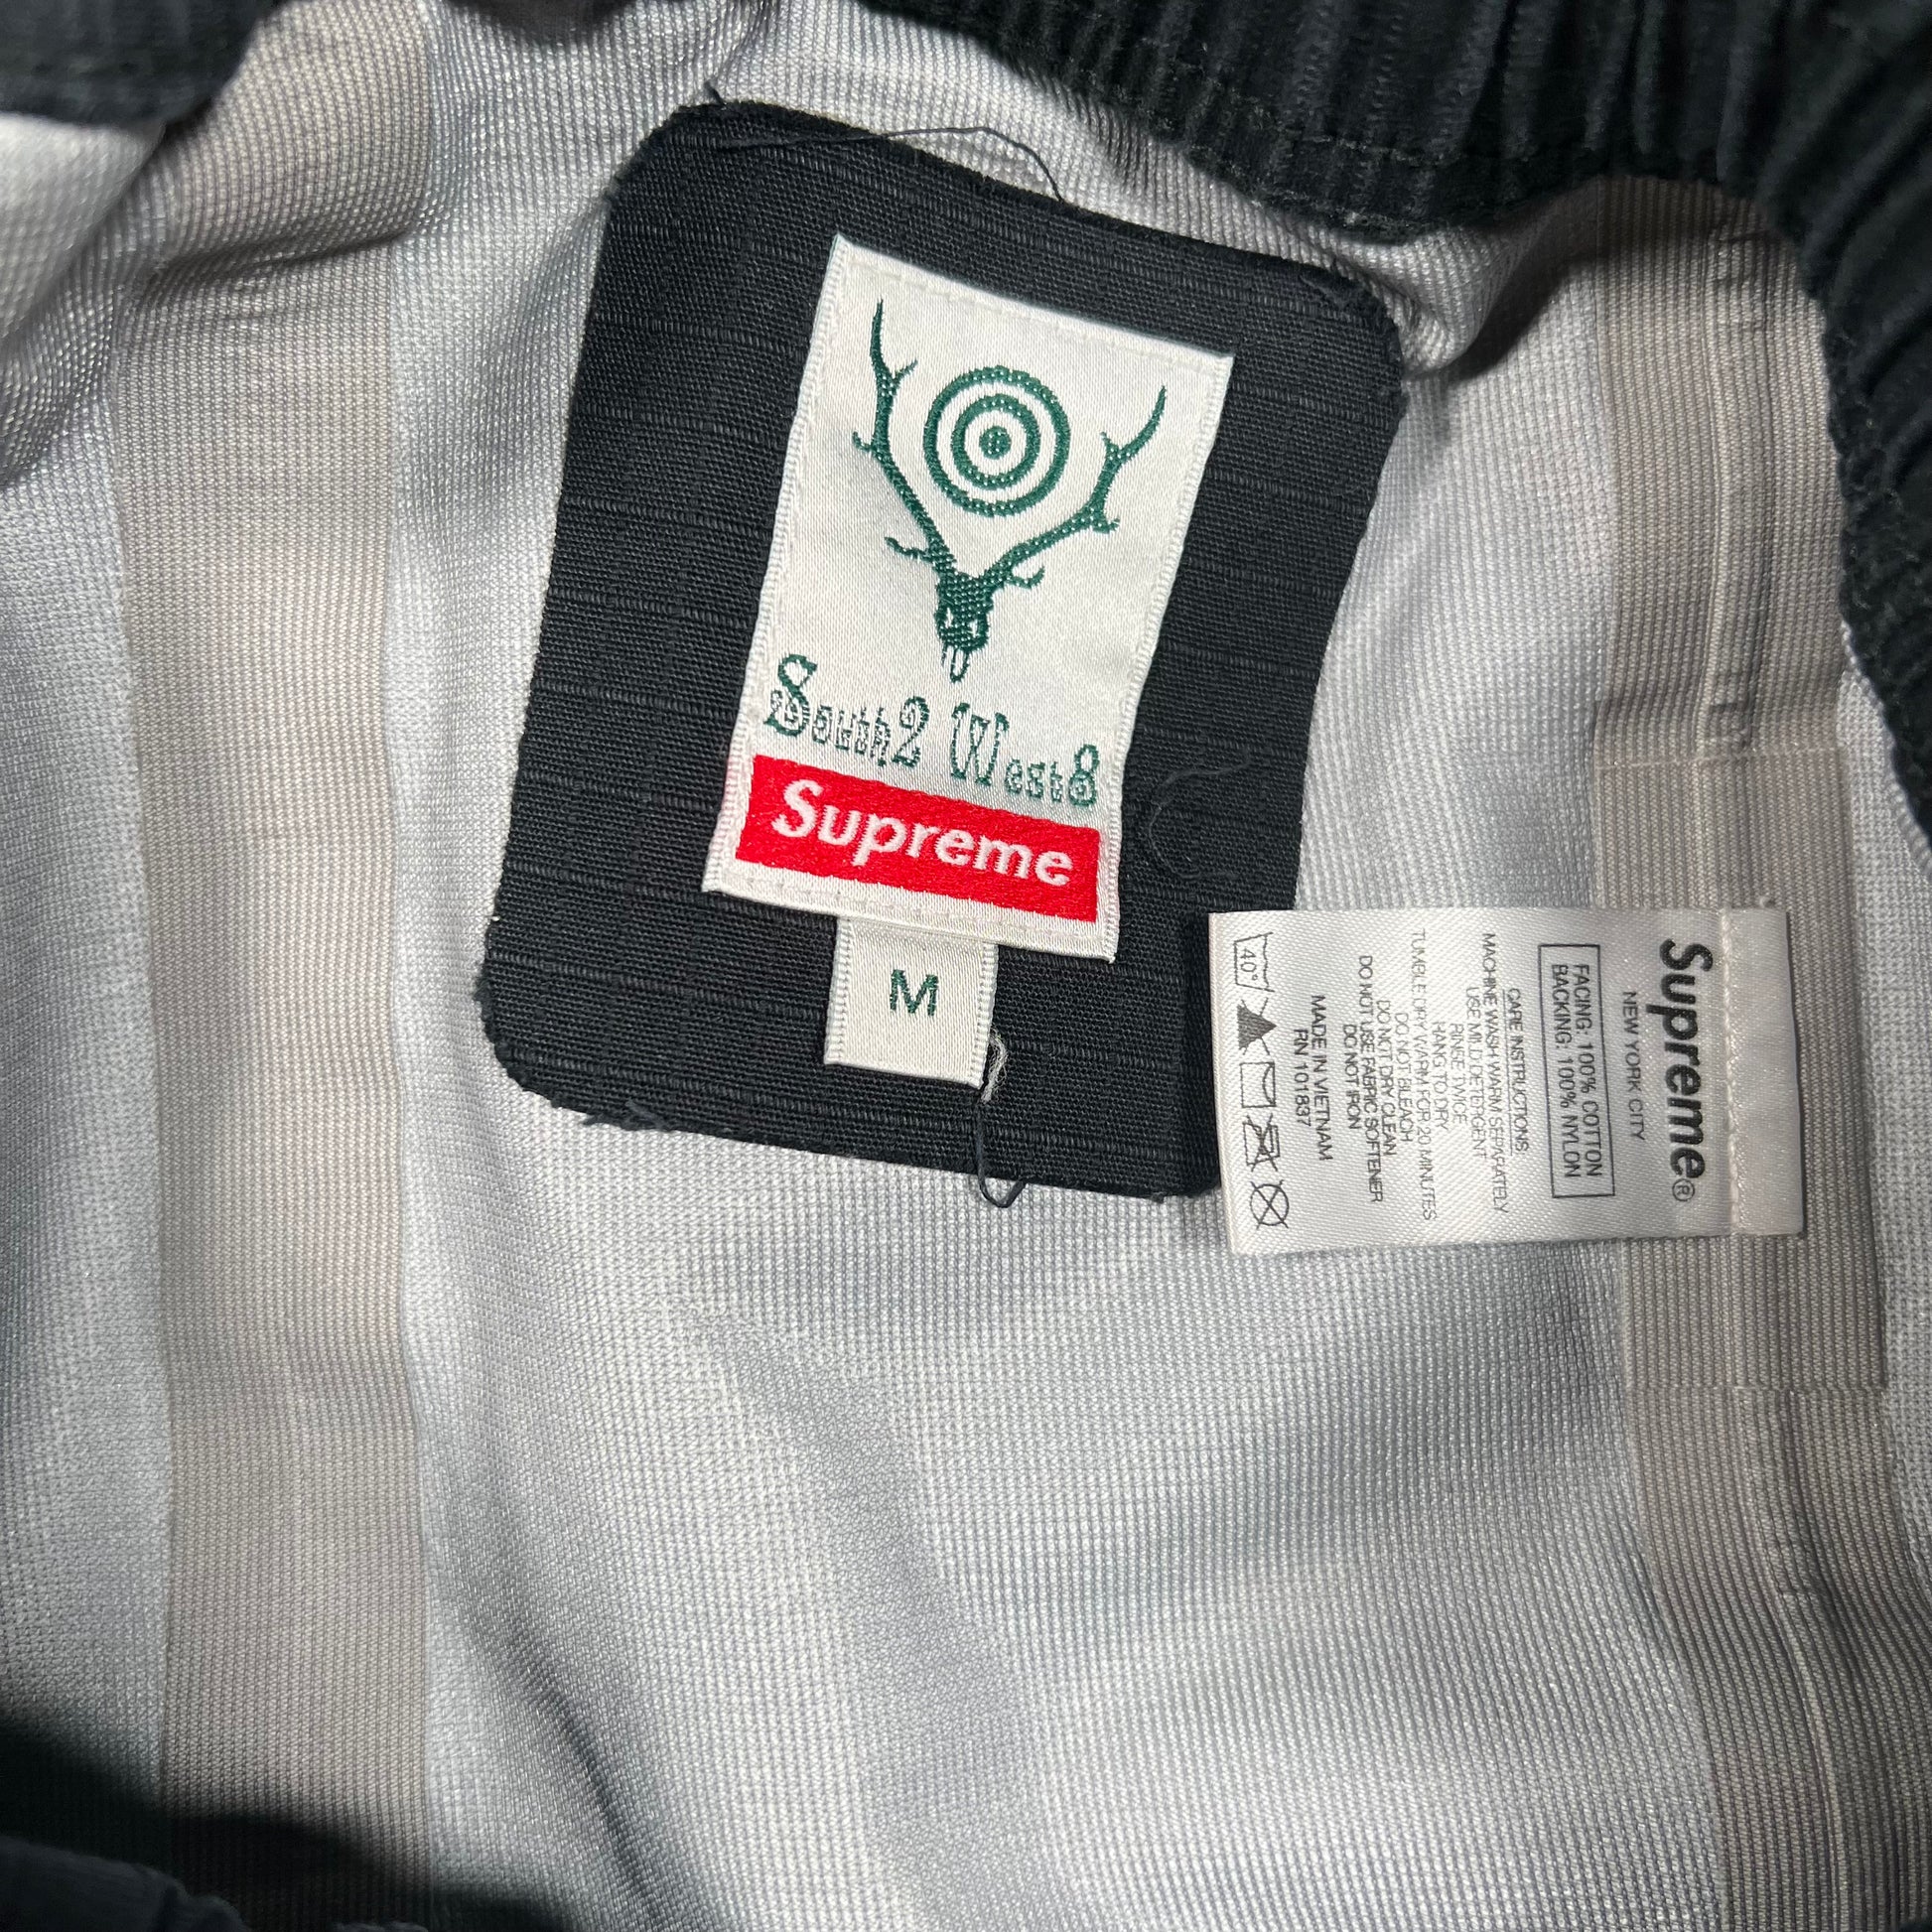 South2 West8
Supreme
M
Supreme®
NEW YORK CITY
FACING: 100% COTTON
BACKING: 100% NYLON
CARE INSTRUCTIONS
MACHINE WASH WARM SEPARATELY
USE MILD DETERGENT
RINSE TWICE
HANG TO DRY
TUMBLE DRY WARM FOR 20 MINUTES
DO NOT BLEACH
DO NOT DRY CLEAN
DO NOT USE FABRIC SOFTENER
DO NOT IRON
MADE IN VIETNAM
RN 101837
40°